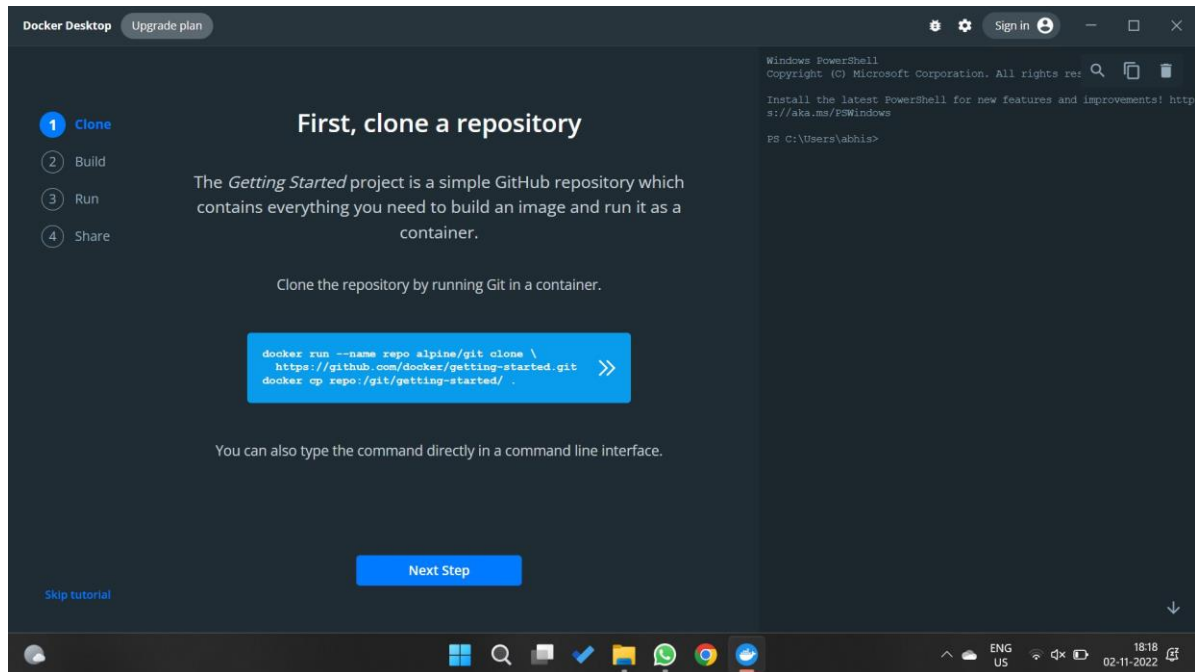 Docker Desktop
Upgrade plan
Sign in
1 Clone
2 Build
3 Run
4 Share
First, clone a repository
The Getting Started project is a simple GitHub repository which
contains everything you need to build an image and run it as a
container.
Clone the repository by running Git in a container.
docker run --name repo alpine/git clone \
https://github.com/docker/getting-started.git
docker cp repo:/git/getting-started/ .
You can also type the command directly in a command line interface.
Next Step
Skip tutorial
Windows PowerShell
Copyright (C) Microsoft Corporation. All rights res
Install the latest PowerShell for new features and improvements! http
s://aka.ms/PSWindows
PS C:\Users\abhis>
ENG
US
18:18
02-11-2022